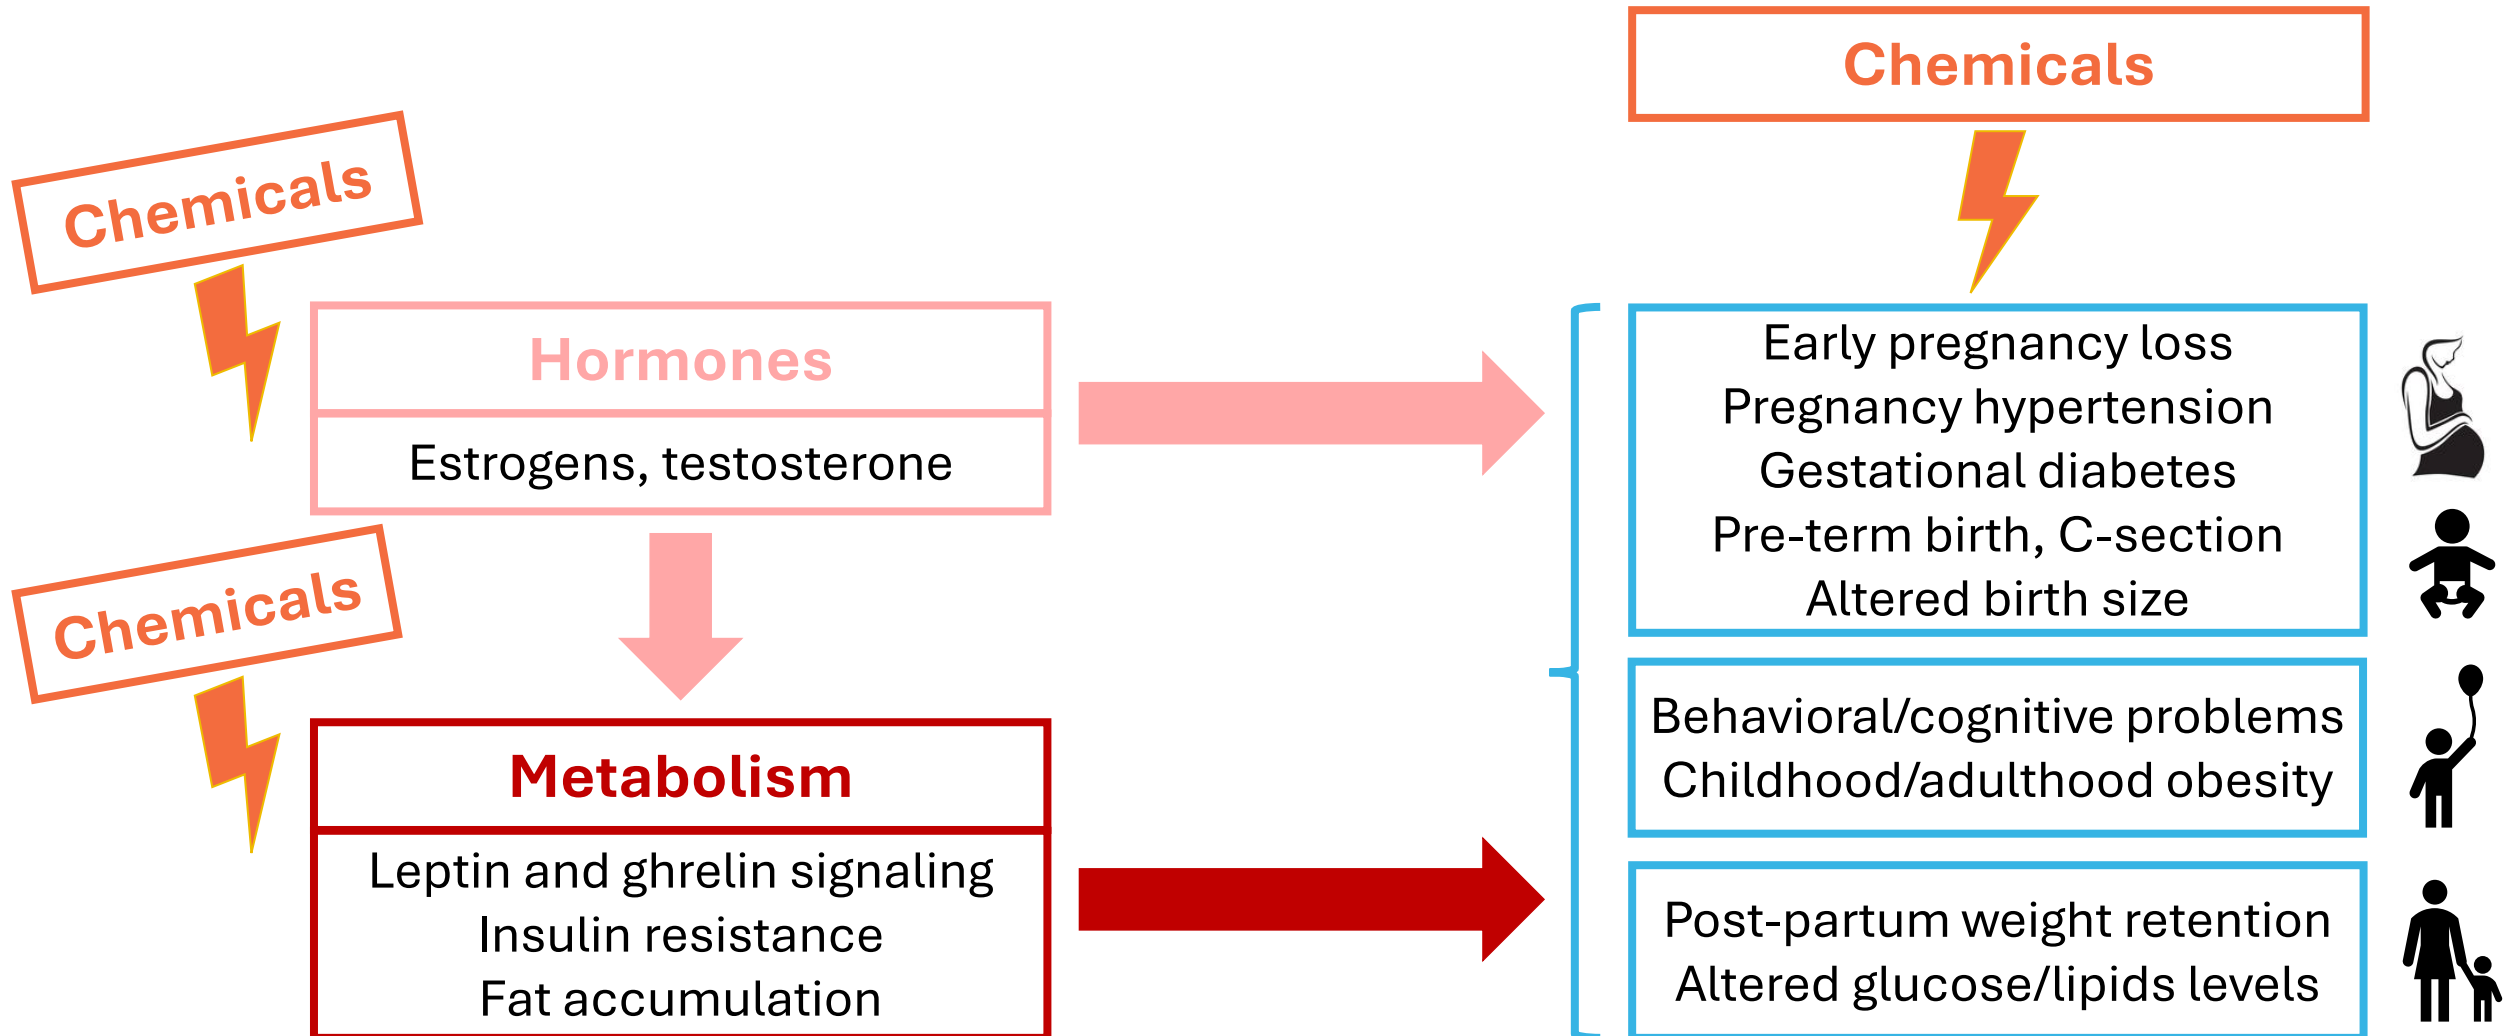 Chemicals
Chemicals
Hormones
Estrogens, testosterone
Chemicals
Metabolism
Leptin and ghrelin signaling
Insulin resistance
Fat accumulation
Early pregnancy loss
Pregnancy hypertension
Gestational diabetes
Pre-term birth, C-section
Altered birth size
Behavioral/cognitive problems
Childhood/adulthood obesity
Post-partum weight retention
Altered glucose/lipids levels